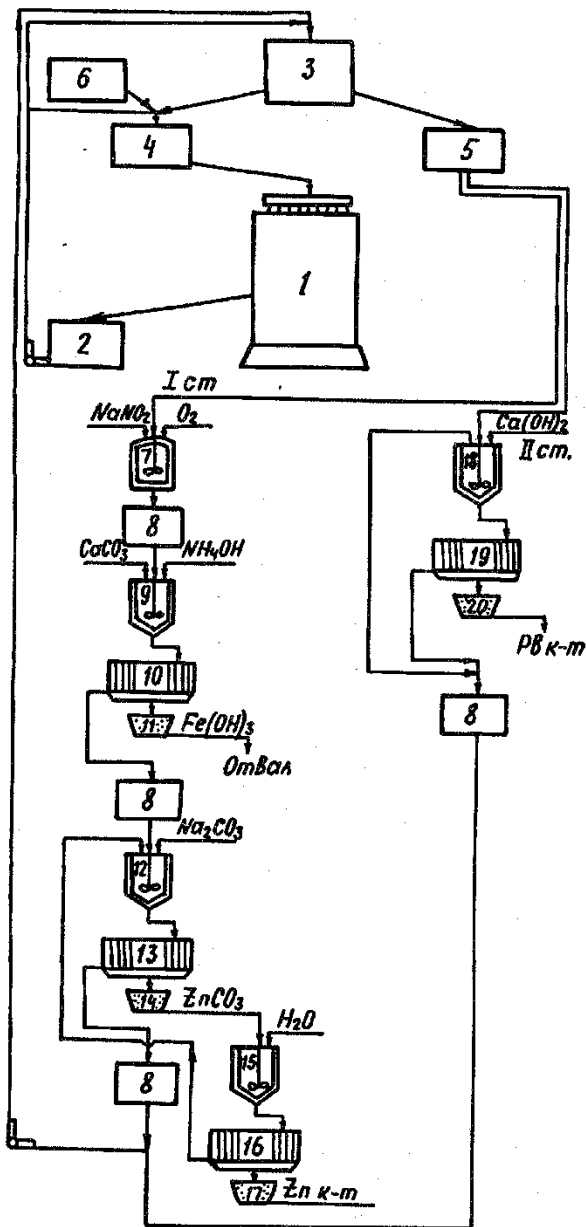 3
6
4
5
1
2
I ст
NaNO₂
O₂
7
Ca(OH)₂
18
II ст.
8
19
CaCO₃
NH₄OH
20
9
Pb к-т
10
8
11
Fe(OH)₃
Отвал
8
Na₂CO₃
12
13
14
ZnCO₃
H₂O
15
8
16
17
Zn к-т